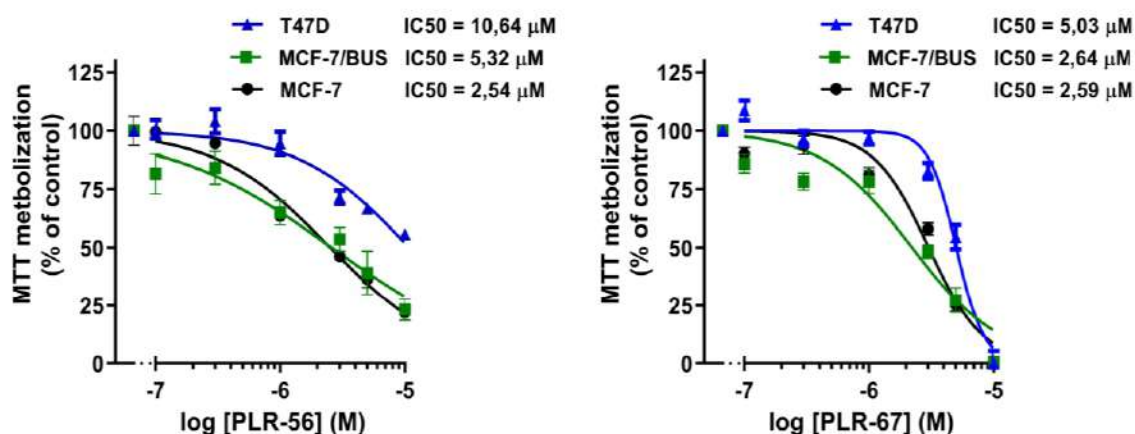 T47D IC50 = 10,64 μM
MCF-7/BUS IC50 = 5,32 μM
MCF-7 IC50 = 2,54 μM
MTT metbolization
(% of control)
125
100
75
50
25
0
-7 -6 -5
log [PLR-56] (M)
T47D IC50 = 5,03 μM
MCF-7/BUS IC50 = 2,64 μM
MCF-7 IC50 = 2,59 μM
MTT metbolization
(% of control)
125
100
75
50
25
0
-7 -6 -5
log [PLR-67] (M)